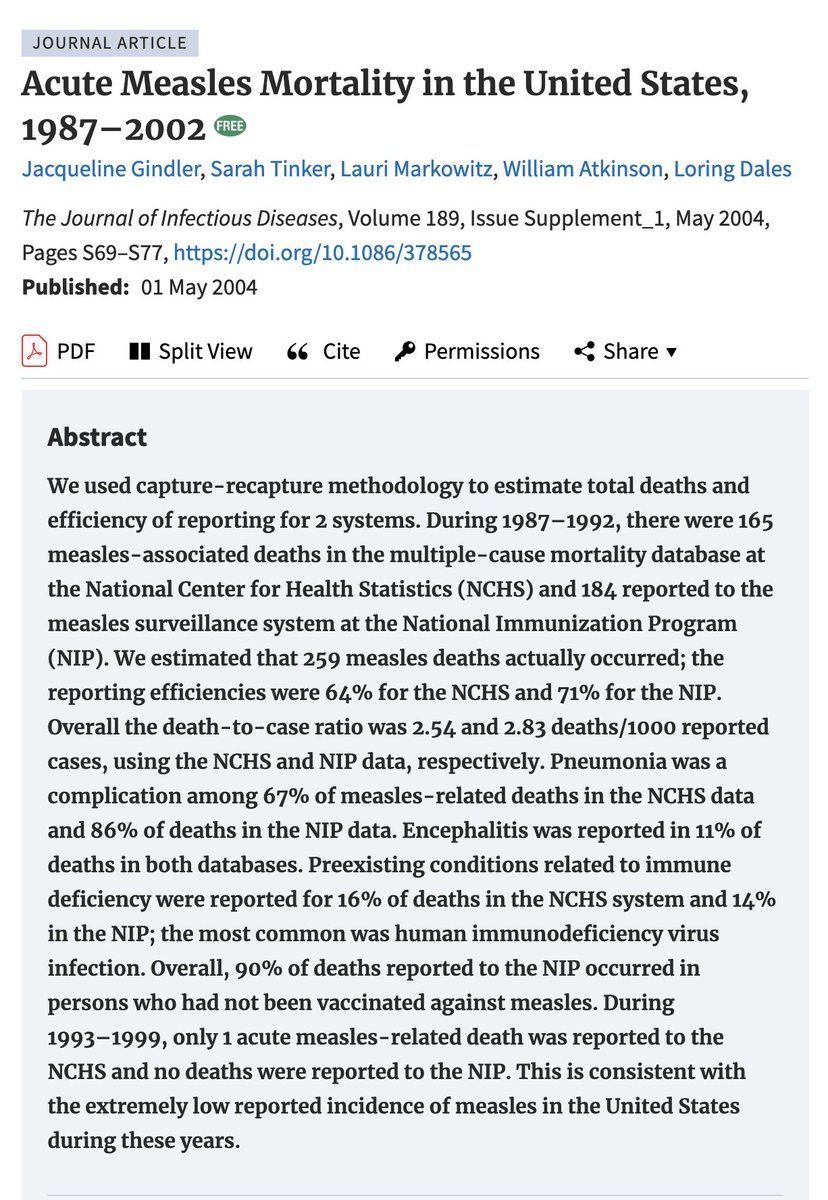 JOURNAL ARTICLE
Acute Measles Mortality in the United States,
1987–2002 FREE
Jacqueline Gindler, Sarah Tinker, Lauri Markowitz, William Atkinson, Loring Dales
The Journal of Infectious Diseases, Volume 189, Issue Supplement_1, May 2004,
Pages S69–S77, https://doi.org/10.1086/378565
Published: 01 May 2004
PDF Split View Cite Permissions Share
Abstract
We used capture-recapture methodology to estimate total deaths and
efficiency of reporting for 2 systems. During 1987–1992, there were 165
measles-associated deaths in the multiple-cause mortality database at
the National Center for Health Statistics (NCHS) and 184 reported to the
measles surveillance system at the National Immunization Program
(NIP). We estimated that 259 measles deaths actually occurred; the
reporting efficiencies were 64% for the NCHS and 71% for the NIP.
Overall the death-to-case ratio was 2.54 and 2.83 deaths/1000 reported
cases, using the NCHS and NIP data, respectively. Pneumonia was a
complication among 67% of measles-related deaths in the NCHS data
and 86% of deaths in the NIP data. Encephalitis was reported in 11% of
deaths in both databases. Preexisting conditions related to immune
deficiency were reported for 16% of deaths in the NCHS system and 14%
in the NIP; the most common was human immunodeficiency virus
infection. Overall, 90% of deaths reported to the NIP occurred in
persons who had not been vaccinated against measles. During
1993–1999, only 1 acute measles-related death was reported to the
NCHS and no deaths were reported to the NIP. This is consistent with
the extremely low reported incidence of measles in the United States
during these years.